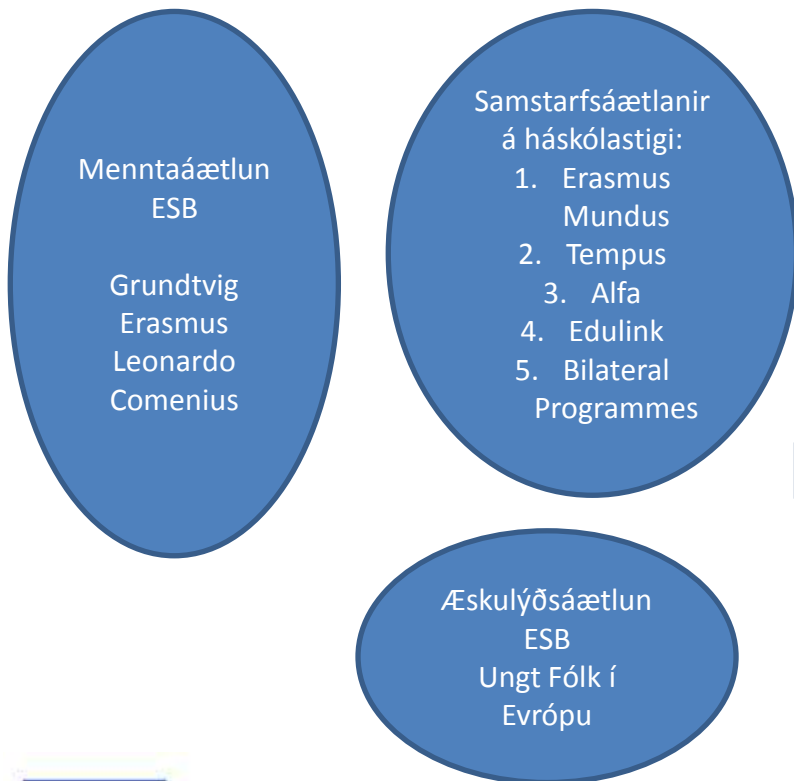 Menntaáætlun
ESB
Grundtvig
Erasmus
Leonardo
Comenius
Samstarfsáætlanir
á háskólastigi:
1. Erasmus
Mundus
2. Tempus
3. Alfa
4. Edulink
5. Bilateral
Programmes
Æskulýðsáætlun
ESB
Ungt Fólk í
Evrópu